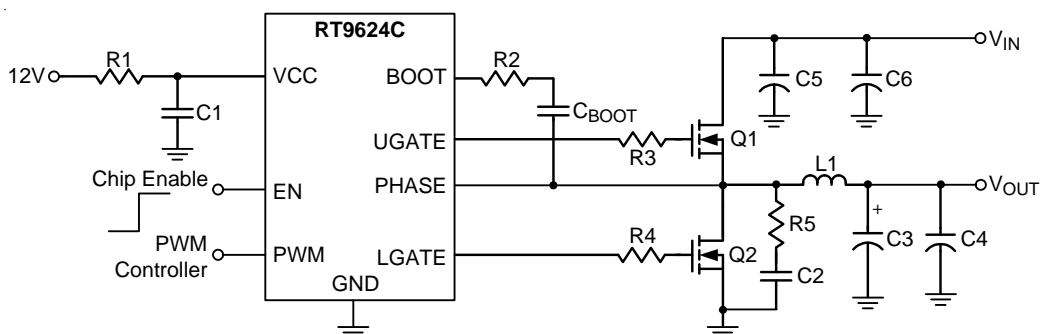 RT9624C
V_IN
R1
R2
C5
C6
12V
VCC
BOOT
C1
C_BOOT
UGATE
R3
Q1
Chip Enable
EN
PHASE
L1
V_OUT
+
R5
C3
C4
PWM
Controller
PWM
LGATE
R4
Q2
C2
GND